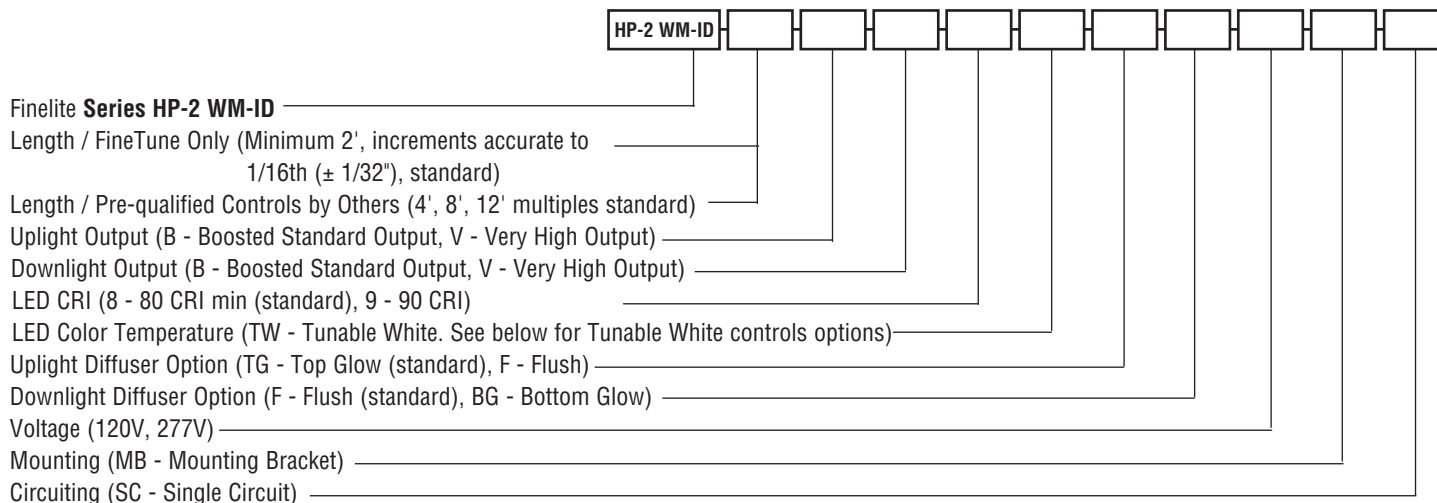 HP-2 WM-ID
Finelite Series HP-2 WM-ID
Length / FineTune Only (Minimum 2', increments accurate to
1/16th (± 1/32"), standard)
Length / Pre-qualified Controls by Others (4', 8', 12' multiples standard)
Uplight Output (B - Boosted Standard Output, V - Very High Output)
Downlight Output (B - Boosted Standard Output, V - Very High Output)
LED CRI (8 - 80 CRI min (standard), 9 - 90 CRI)
LED Color Temperature (TW - Tunable White. See below for Tunable White controls options)
Uplight Diffuser Option (TG - Top Glow (standard), F - Flush)
Downlight Diffuser Option (F - Flush (standard), BG - Bottom Glow)
Voltage (120V, 277V)
Mounting (MB - Mounting Bracket)
Circuiting (SC - Single Circuit)